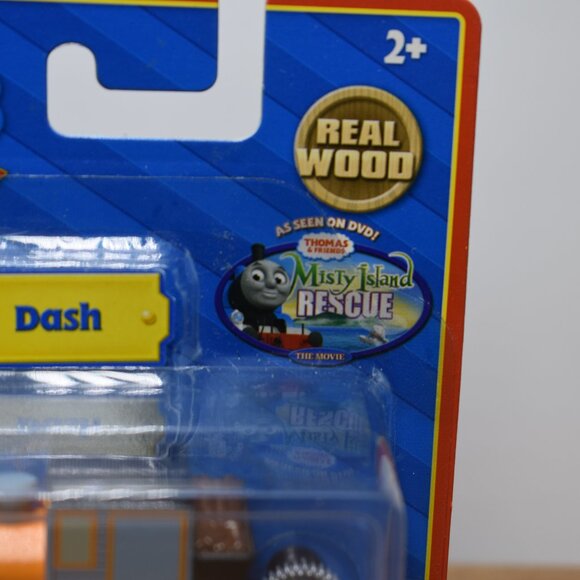 2+
REAL
WOOD
AS SEEN ON DVD!
THOMAS
& FRIENDS
Misty Island
RESCUE
THE MOVIE
Dash